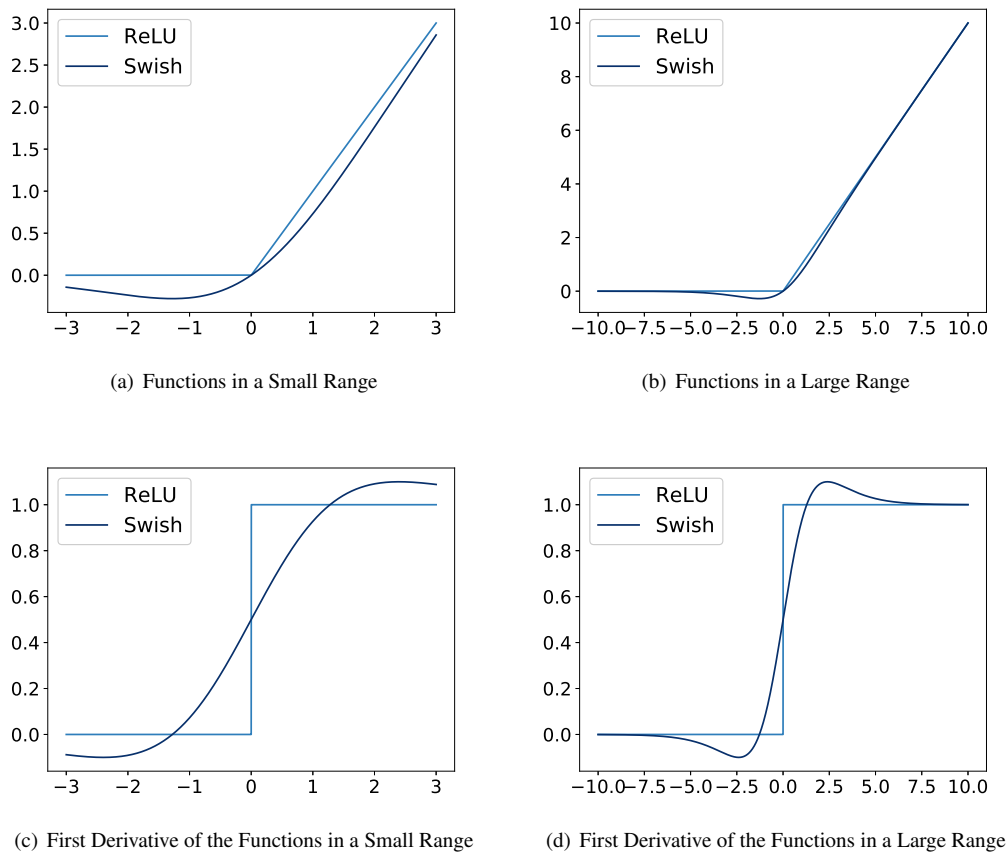 ReLU
Swish
3.0
2.5
2.0
1.5
1.0
0.5
0.0
−3 −2 −1 0 1 2 3
(a) Functions in a Small Range
ReLU
Swish
10
8
6
4
2
0
−10.0 −7.5 −5.0 −2.5 0.0 2.5 5.0 7.5 10.0
(b) Functions in a Large Range
ReLU
Swish
1.0
0.8
0.6
0.4
0.2
0.0
−3 −2 −1 0 1 2 3
(c) First Derivative of the Functions in a Small Range
ReLU
Swish
1.0
0.8
0.6
0.4
0.2
0.0
−10.0 −7.5 −5.0 −2.5 0.0 2.5 5.0 7.5 10.0
(d) First Derivative of the Functions in a Large Range